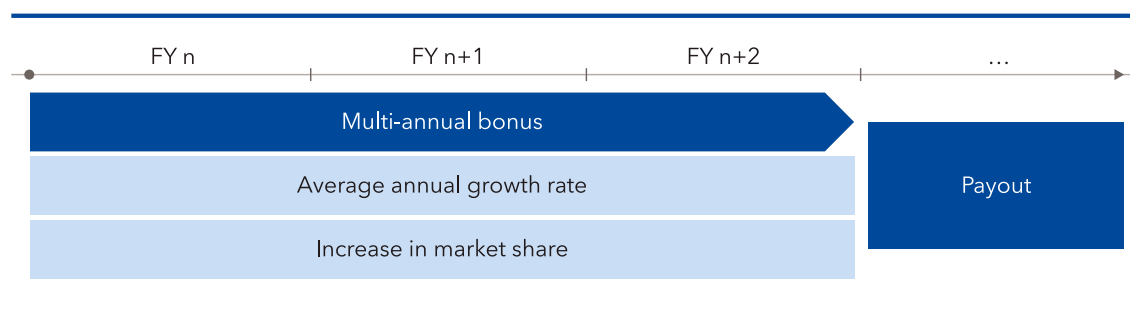 FY n
FY n+1
FY n+2
…
Multi-annual bonus
Average annual growth rate
Payout
Increase in market share